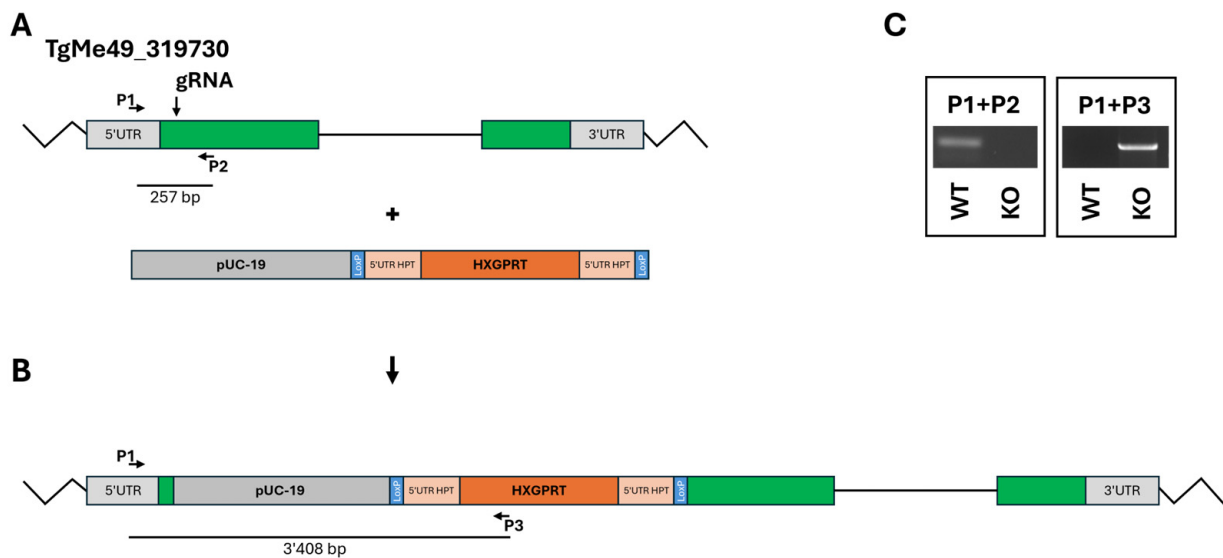 A
TgMe49_319730
gRNA
P1
5'UTR
3'UTR
P2
257 bp
+
pUC-19
LoxP
5'UTR HPT
HXGPRT
5'UTR HPT
LoxP
B
P1
5'UTR
pUC-19
LoxP
5'UTR HPT
HXGPRT
5'UTR HPT
LoxP
3'UTR
P3
3'408 bp
C
P1+P2
WT
KO
P1+P3
WT
KO